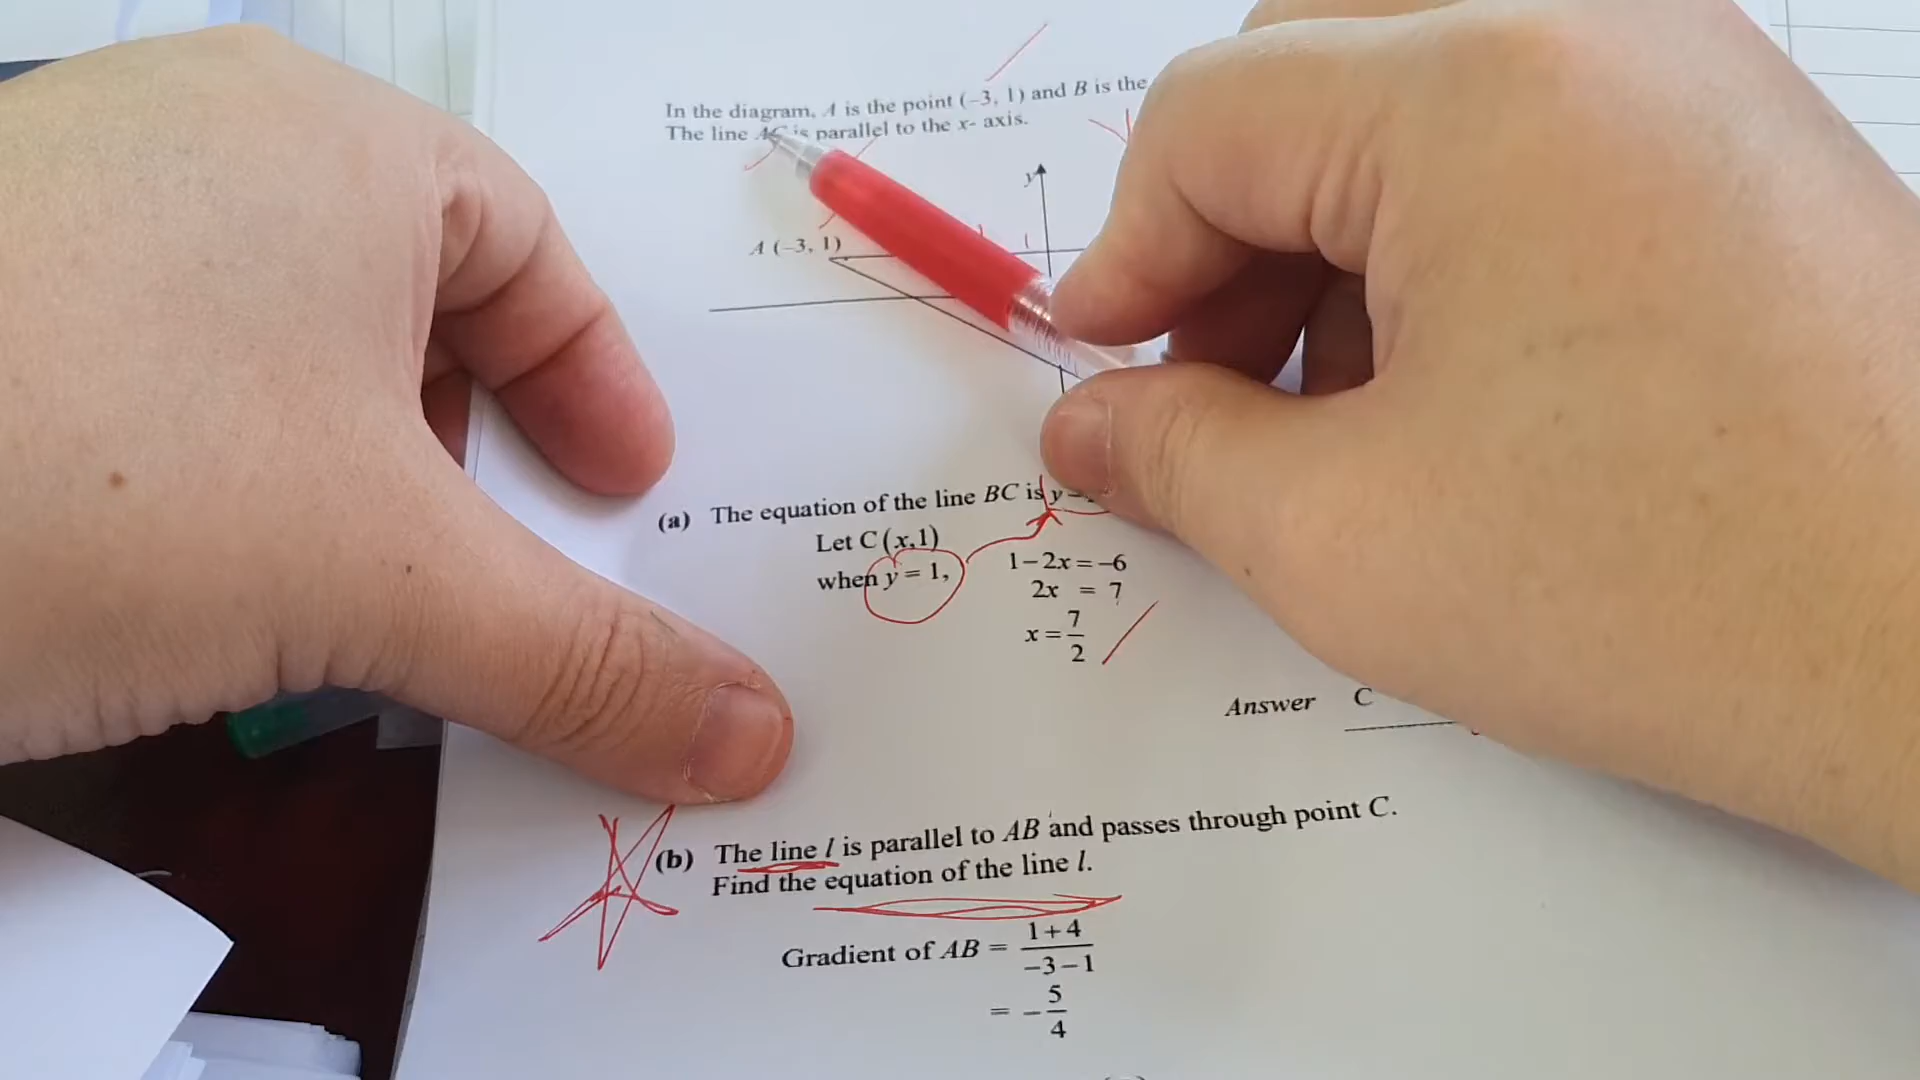 In the diagram, A is the point (–3, 1) and B is the
The line AC is parallel to the x- axis.
y
A (–3, 1)
(a) The equation of the line BC is y
Let C (x,1)
when y = 1,
1 – 2x = –6
2x = 7
x = 7/2
Answer C
(b) The line l is parallel to AB and passes through point C.
Find the equation of the line l.
Gradient of AB = (1+4)/(–3–1)
= –5/4